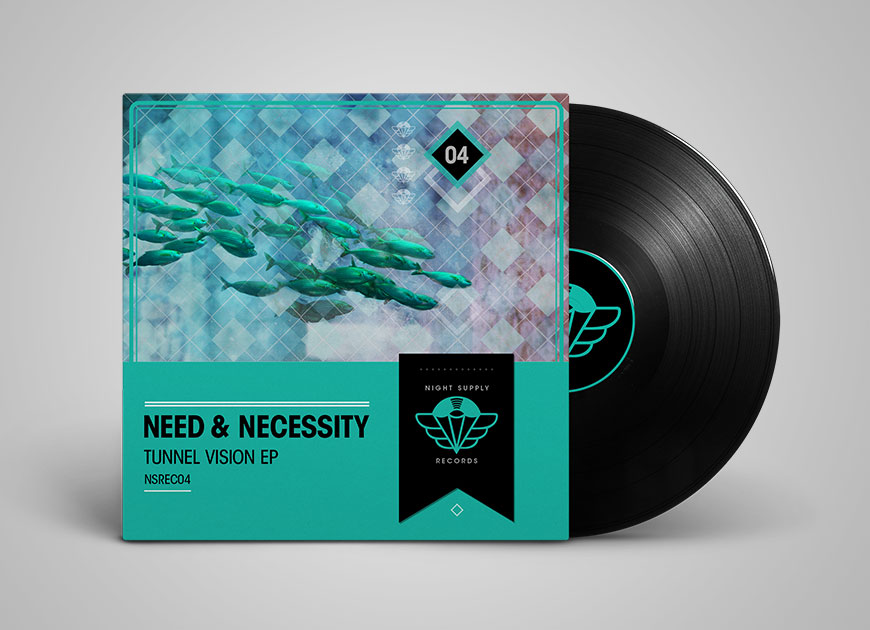 04
NEED & NECESSITY
TUNNEL VISION EP
NSREC04
NIGHT SUPPLY
RECORDS